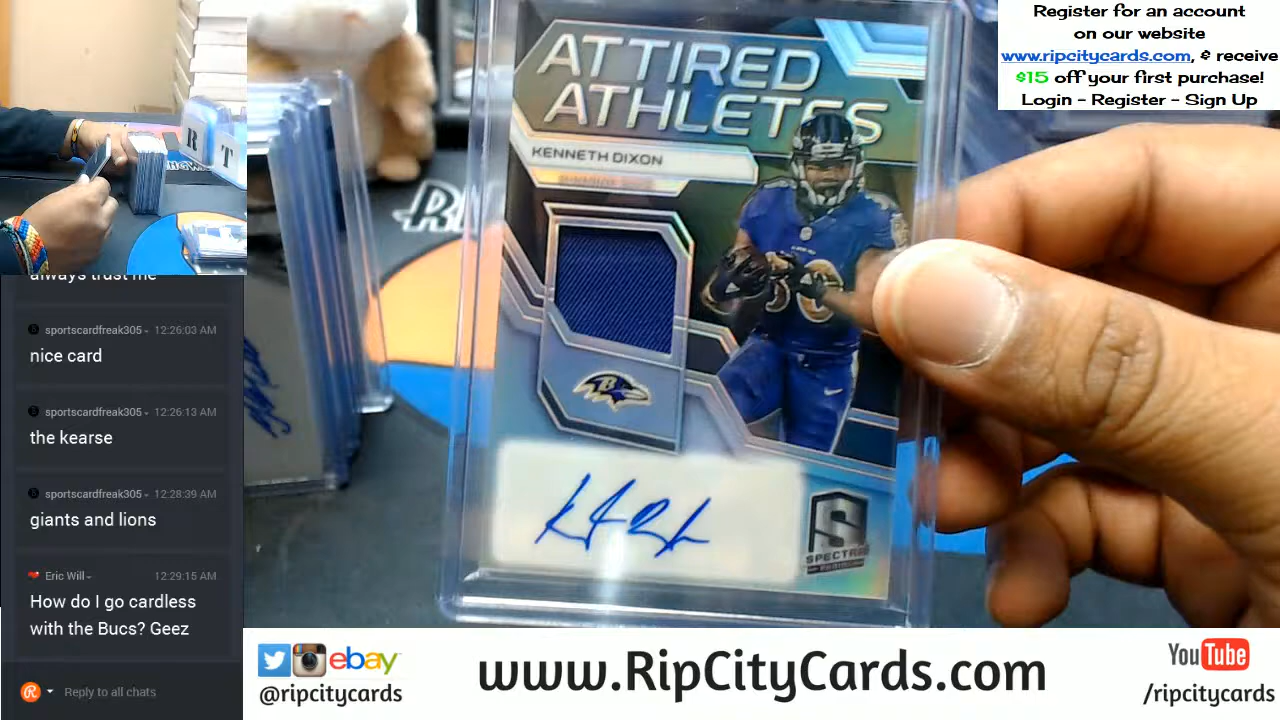 Register for an account
on our website
www.ripcitycards.com, & receive
$15 off your first purchase!
Login - Register - Sign Up
R
T
ATTIRED
ATHLETES
KENNETH DIXON
B
SPECTRA
always trust me
sportscardfreak305 12:26:03 AM
nice card
sportscardfreak305 12:26:13 AM
the kearse
sportscardfreak305 12:28:39 AM
giants and lions
Eric Will 12:29:15 AM
How do I go cardless
with the Bucs? Geez
Reply to all chats
ebay
@ripcitycards
www.RipCityCards.com
YouTube
/ripcitycards